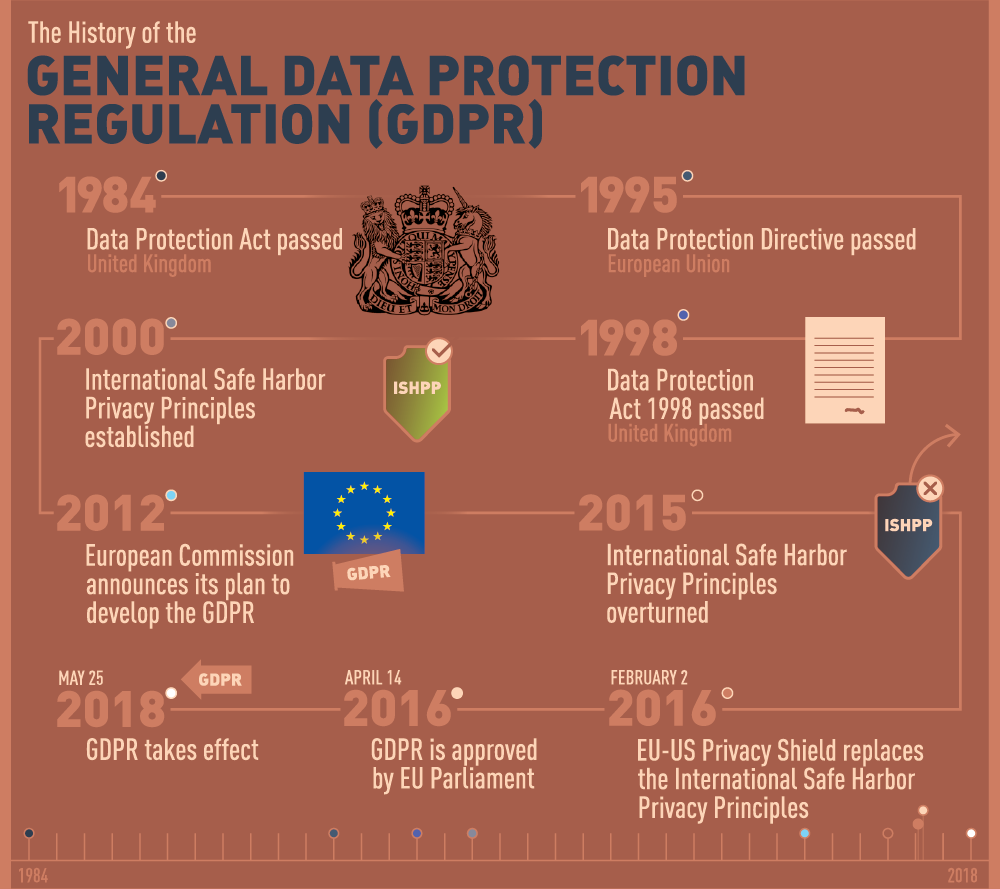 The History of the
GENERAL DATA PROTECTION
REGULATION (GDPR)
1984
Data Protection Act passed
United Kingdom
DIEU ET MON DROIT
1995
Data Protection Directive passed
European Union
1998
Data Protection
Act 1998 passed
United Kingdom
2000
International Safe Harbor
Privacy Principles
established
ISHPP
2012
European Commission
announces its plan to
develop the GDPR
GDPR
2015
International Safe Harbor
Privacy Principles
overturned
ISHPP
FEBRUARY 2
2016
EU-US Privacy Shield replaces
the International Safe Harbor
Privacy Principles
APRIL 14
2016
GDPR is approved
by EU Parliament
MAY 25
2018
GDPR
GDPR takes effect
1984
2018